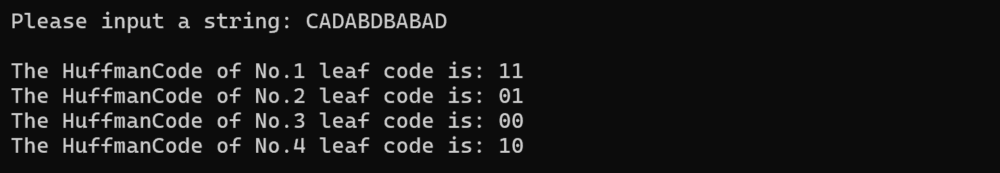 Please input a string: CADABDBABAD
The HuffmanCode of No.1 leaf code is: 11
The HuffmanCode of No.2 leaf code is: 01
The HuffmanCode of No.3 leaf code is: 00
The HuffmanCode of No.4 leaf code is: 10